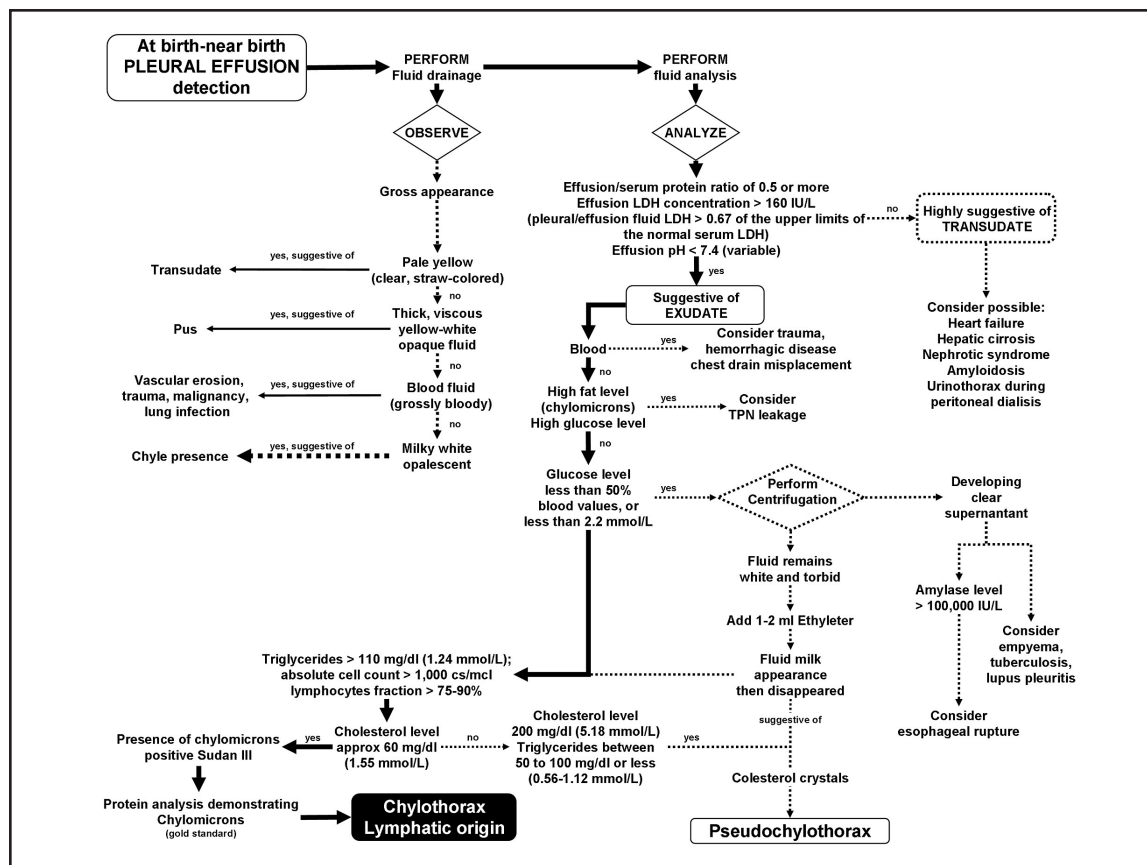 At birth-near birth
PLEURAL EFFUSION
detection
PERFORM
Fluid drainage
PERFORM
fluid analysis
OBSERVE
ANALYZE
Gross appearance
Effusion/serum protein ratio of 0.5 or more
Effusion LDH concentration > 160 IU/L
(pleural/effusion fluid LDH > 0.67 of the upper limits of
the normal serum LDH)
Effusion pH < 7.4 (variable)
no
Highly suggestive of
TRANSUDATE
Transudate
yes, suggestive of
Pale yellow
(clear, straw-colored)
yes
no
Suggestive of
EXUDATE
Consider possible:
Heart failure
Hepatic cirrosis
Nephrotic syndrome
Amyloidosis
Urinothorax during
peritoneal dialisis
Pus
yes, suggestive of
Thick, viscous
yellow-white
opaque fluid
no
Blood
yes
Consider trauma,
hemorrhagic disease
chest drain misplacement
no
Vascular erosion,
trauma, malignancy,
lung infection
yes, suggestive of
Blood fluid
(grossly bloody)
no
High fat level
(chylomicrons)
High glucose level
yes
Consider
TPN leakage
no
Chyle presence
yes, suggestive of
Milky white
opalescent
Glucose level
less than 50%
blood values, or
less than 2.2 mmol/L
yes
Perform
Centrifugation
Developing
clear
supernantant
Fluid remains
white and torbid
Amylase level
> 100,000 IU/L
Add 1-2 ml Ethyleter
Consider
empyema,
tuberculosis,
lupus pleuritis
Triglycerides > 110 mg/dl (1.24 mmol/L);
absolute cell count > 1,000 cs/mcl
lymphocytes fraction > 75-90%
Fluid milk
appearance
then disappeared
Consider
esophageal rupture
suggestive of
Presence of chylomicrons
positive Sudan III
yes
Cholesterol level
approx 60 mg/dl
(1.55 mmol/L)
no
Cholesterol level
200 mg/dl (5.18 mmol/L)
Triglycerides between
50 to 100 mg/dl or less
(0.56-1.12 mmol/L)
yes
Colesterol crystals
Protein analysis demonstrating
Chylomicrons
(gold standard)
Chylothorax
Lymphatic origin
Pseudochylothorax